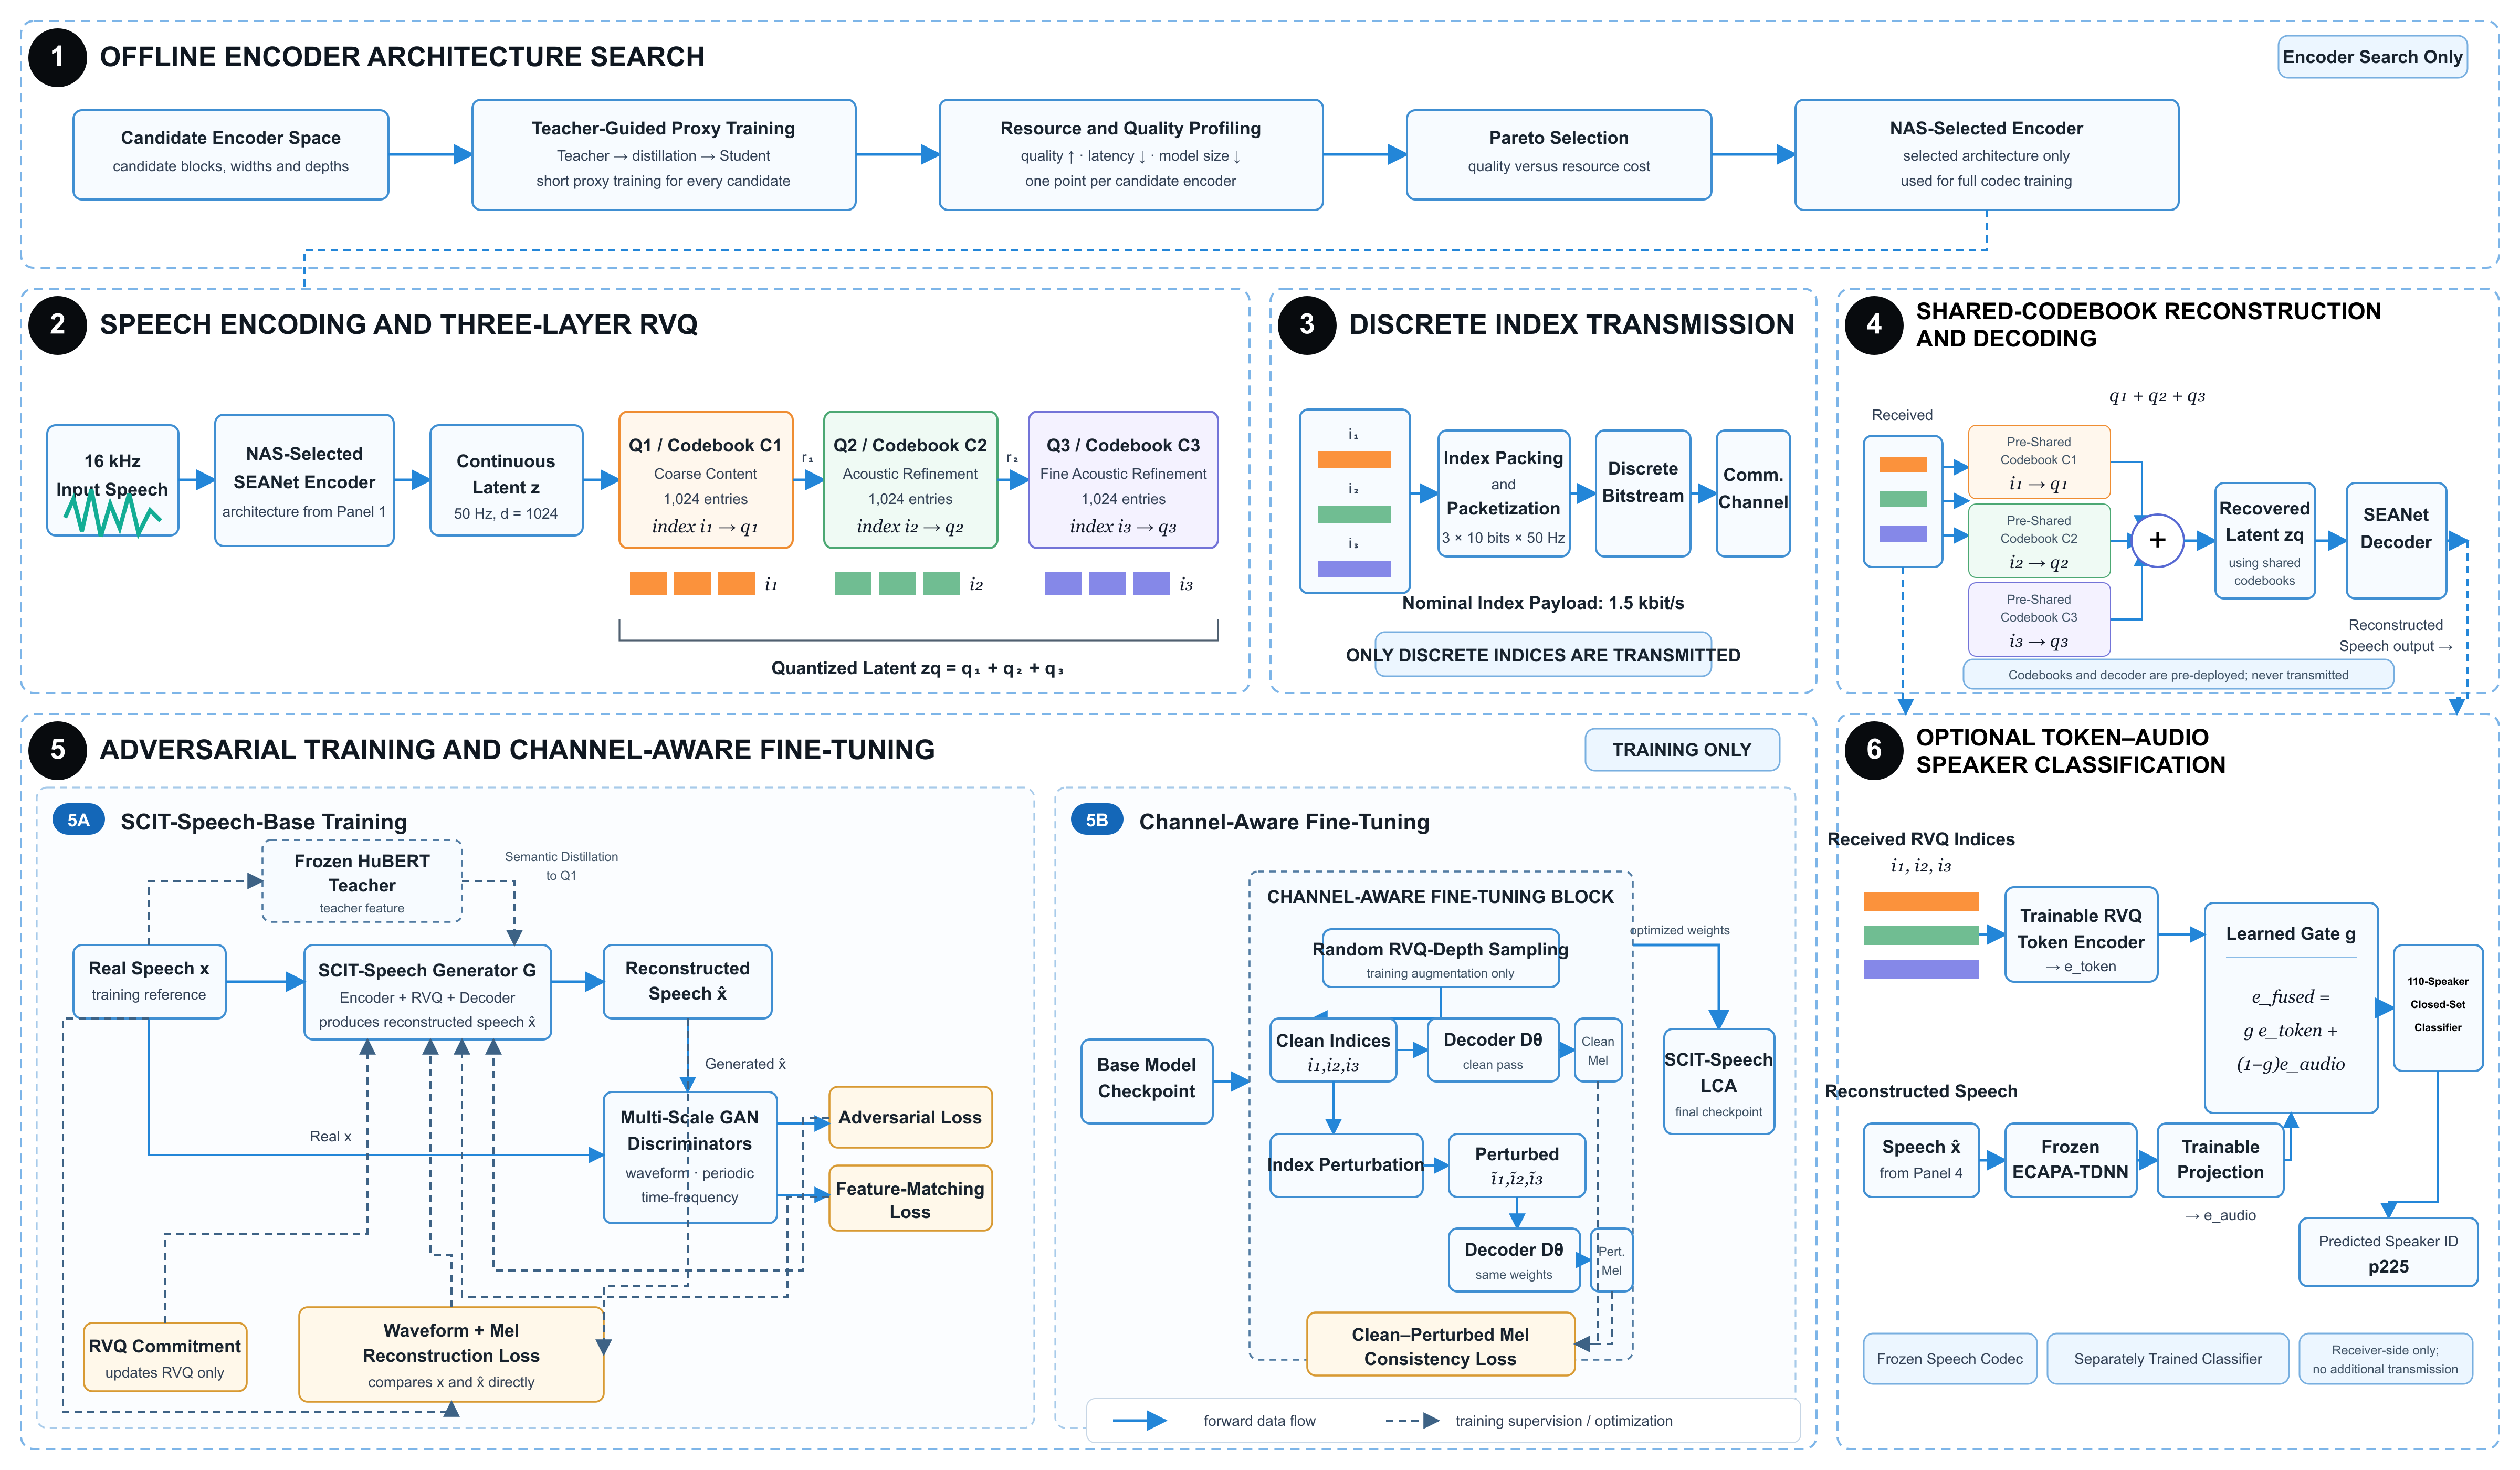 1
OFFLINE ENCODER ARCHITECTURE SEARCH
Encoder Search Only
Candidate Encoder Space
candidate blocks, widths and depths
Teacher-Guided Proxy Training
Teacher → distillation → Student
short proxy training for every candidate
Resource and Quality Profiling
quality ↑ · latency ↓ · model size ↓
one point per candidate encoder
Pareto Selection
quality versus resource cost
NAS-Selected Encoder
selected architecture only
used for full codec training
2
SPEECH ENCODING AND THREE-LAYER RVQ
16 kHz
Input Speech
NAS-Selected
SEANet Encoder
architecture from Panel 1
Continuous
Latent z
50 Hz, d = 1024
Q1 / Codebook C1
Coarse Content
1,024 entries
index i₁ → q₁
r₁
Q2 / Codebook C2
Acoustic Refinement
1,024 entries
index i₂ → q₂
r₂
Q3 / Codebook C3
Fine Acoustic Refinement
1,024 entries
index i₃ → q₃
i₁
i₂
i₃
Quantized Latent zq = q₁ + q₂ + q₃
3
DISCRETE INDEX TRANSMISSION
i₁
i₂
i₃
Index Packing
and
Packetization
3 × 10 bits × 50 Hz
Discrete
Bitstream
Comm.
Channel
Nominal Index Payload: 1.5 kbit/s
ONLY DISCRETE INDICES ARE TRANSMITTED
4
SHARED-CODEBOOK RECONSTRUCTION
AND DECODING
q₁ + q₂ + q₃
Received
Pre-Shared
Codebook C1
i₁ → q₁
Pre-Shared
Codebook C2
i₂ → q₂
Pre-Shared
Codebook C3
i₃ → q₃
+
Recovered
Latent zq
using shared
codebooks
SEANet
Decoder
Reconstructed
Speech output →
Codebooks and decoder are pre-deployed; never transmitted
5
ADVERSARIAL TRAINING AND CHANNEL-AWARE FINE-TUNING
TRAINING ONLY
5A
SCIT-Speech-Base Training
Frozen HuBERT
Teacher
teacher feature
Semantic Distillation
to Q1
Real Speech x
training reference
SCIT-Speech Generator G
Encoder + RVQ + Decoder
produces reconstructed speech x̂
Reconstructed
Speech x̂
Generated x̂
Real x
Multi-Scale GAN
Discriminators
waveform · periodic
time-frequency
Adversarial Loss
Feature-Matching
Loss
RVQ Commitment
updates RVQ only
Waveform + Mel
Reconstruction Loss
compares x and x̂ directly
5B
Channel-Aware Fine-Tuning
CHANNEL-AWARE FINE-TUNING BLOCK
Random RVQ-Depth Sampling
training augmentation only
optimized weights
Base Model
Checkpoint
Clean Indices
i₁,i₂,i₃
Decoder Dθ
clean pass
Clean
Mel
SCIT-Speech
LCA
final checkpoint
Index Perturbation
Perturbed
ĩ₁,ĩ₂,ĩ₃
Decoder Dθ
same weights
Pert.
Mel
Clean–Perturbed Mel
Consistency Loss
forward data flow
training supervision / optimization
6
OPTIONAL TOKEN–AUDIO
SPEAKER CLASSIFICATION
Received RVQ Indices
i₁, i₂, i₃
Trainable RVQ
Token Encoder
→ e_token
Learned Gate g
e_fused =
g e_token +
(1−g)e_audio
110-Speaker
Closed-Set
Classifier
Reconstructed Speech
Speech x̂
from Panel 4
Frozen
ECAPA-TDNN
Trainable
Projection
→ e_audio
Predicted Speaker ID
p225
Frozen Speech Codec
Separately Trained Classifier
Receiver-side only;
no additional transmission